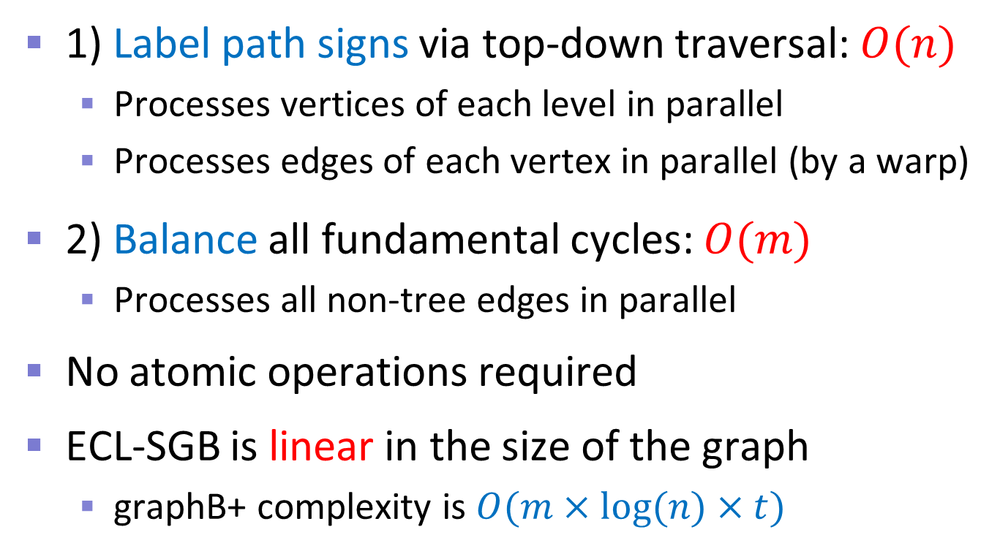 ▪ 1) Label path signs via top-down traversal: O(n)
▪ Processes vertices of each level in parallel
▪ Processes edges of each vertex in parallel (by a warp)
▪ 2) Balance all fundamental cycles: O(m)
▪ Processes all non-tree edges in parallel
▪ No atomic operations required
▪ ECL-SGB is linear in the size of the graph
▪ graphB+ complexity is O(m × log(n) × t)